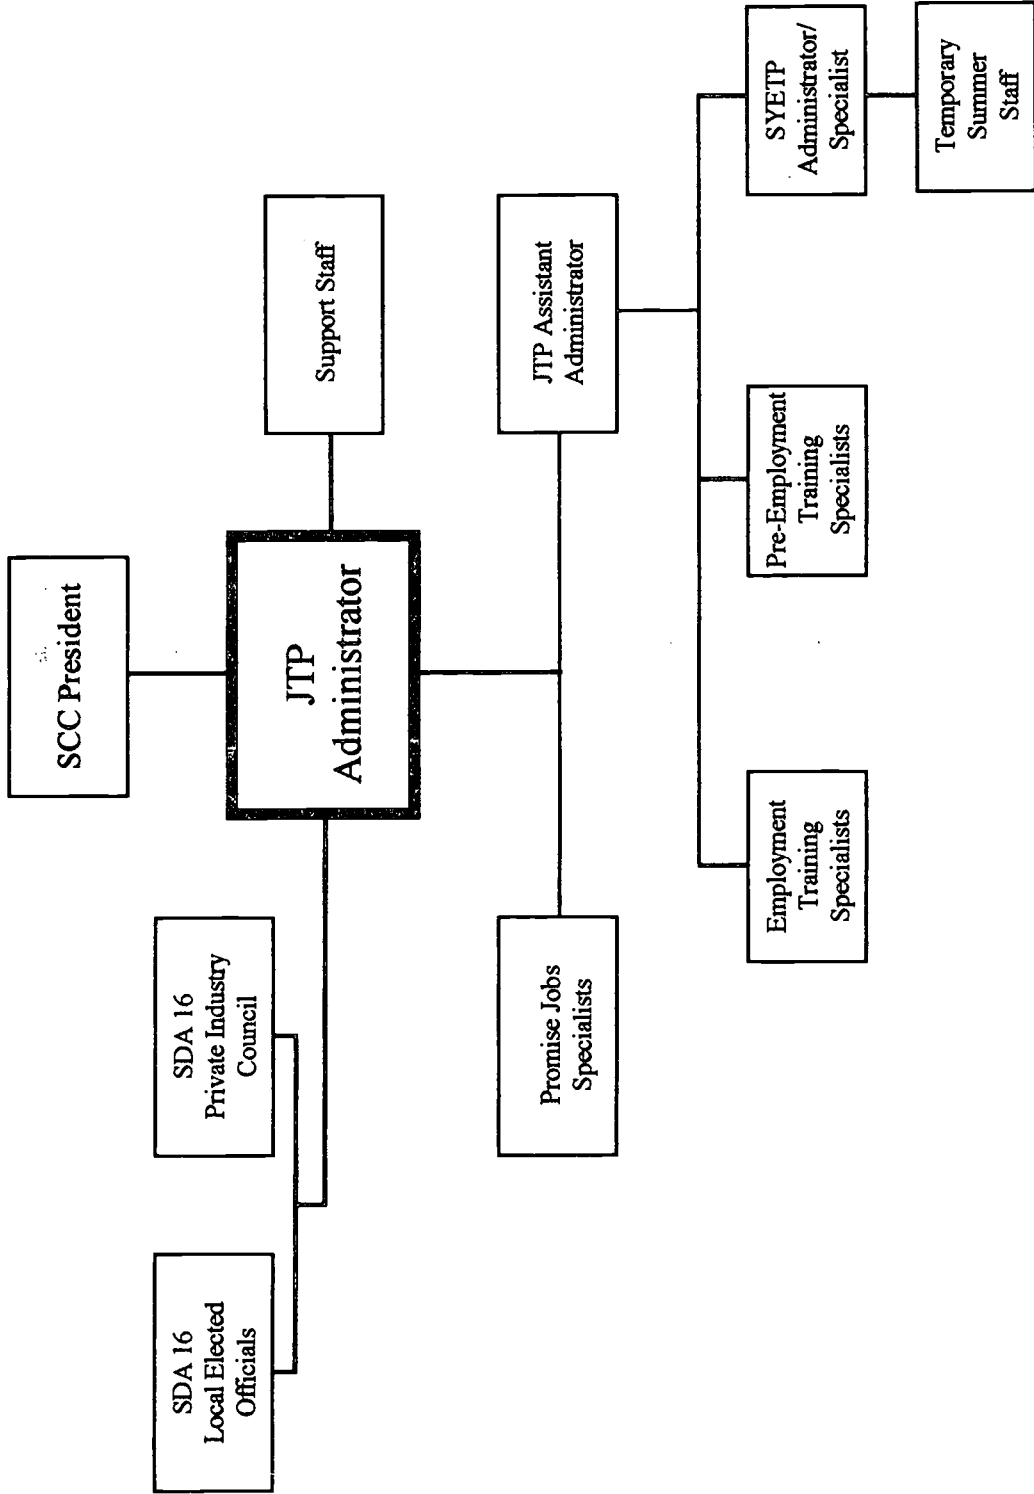 SCC President
SDA 16
Local Elected
Officials
SDA 16
Private Industry
Council
JTP
Administrator
Support Staff
Promise Jobs
Specialists
JTP Assistant
Administrator
Employment
Training
Specialists
Pre-Employment
Training
Specialists
SYETP
Administrator/
Specialist
Temporary
Summer
Staff